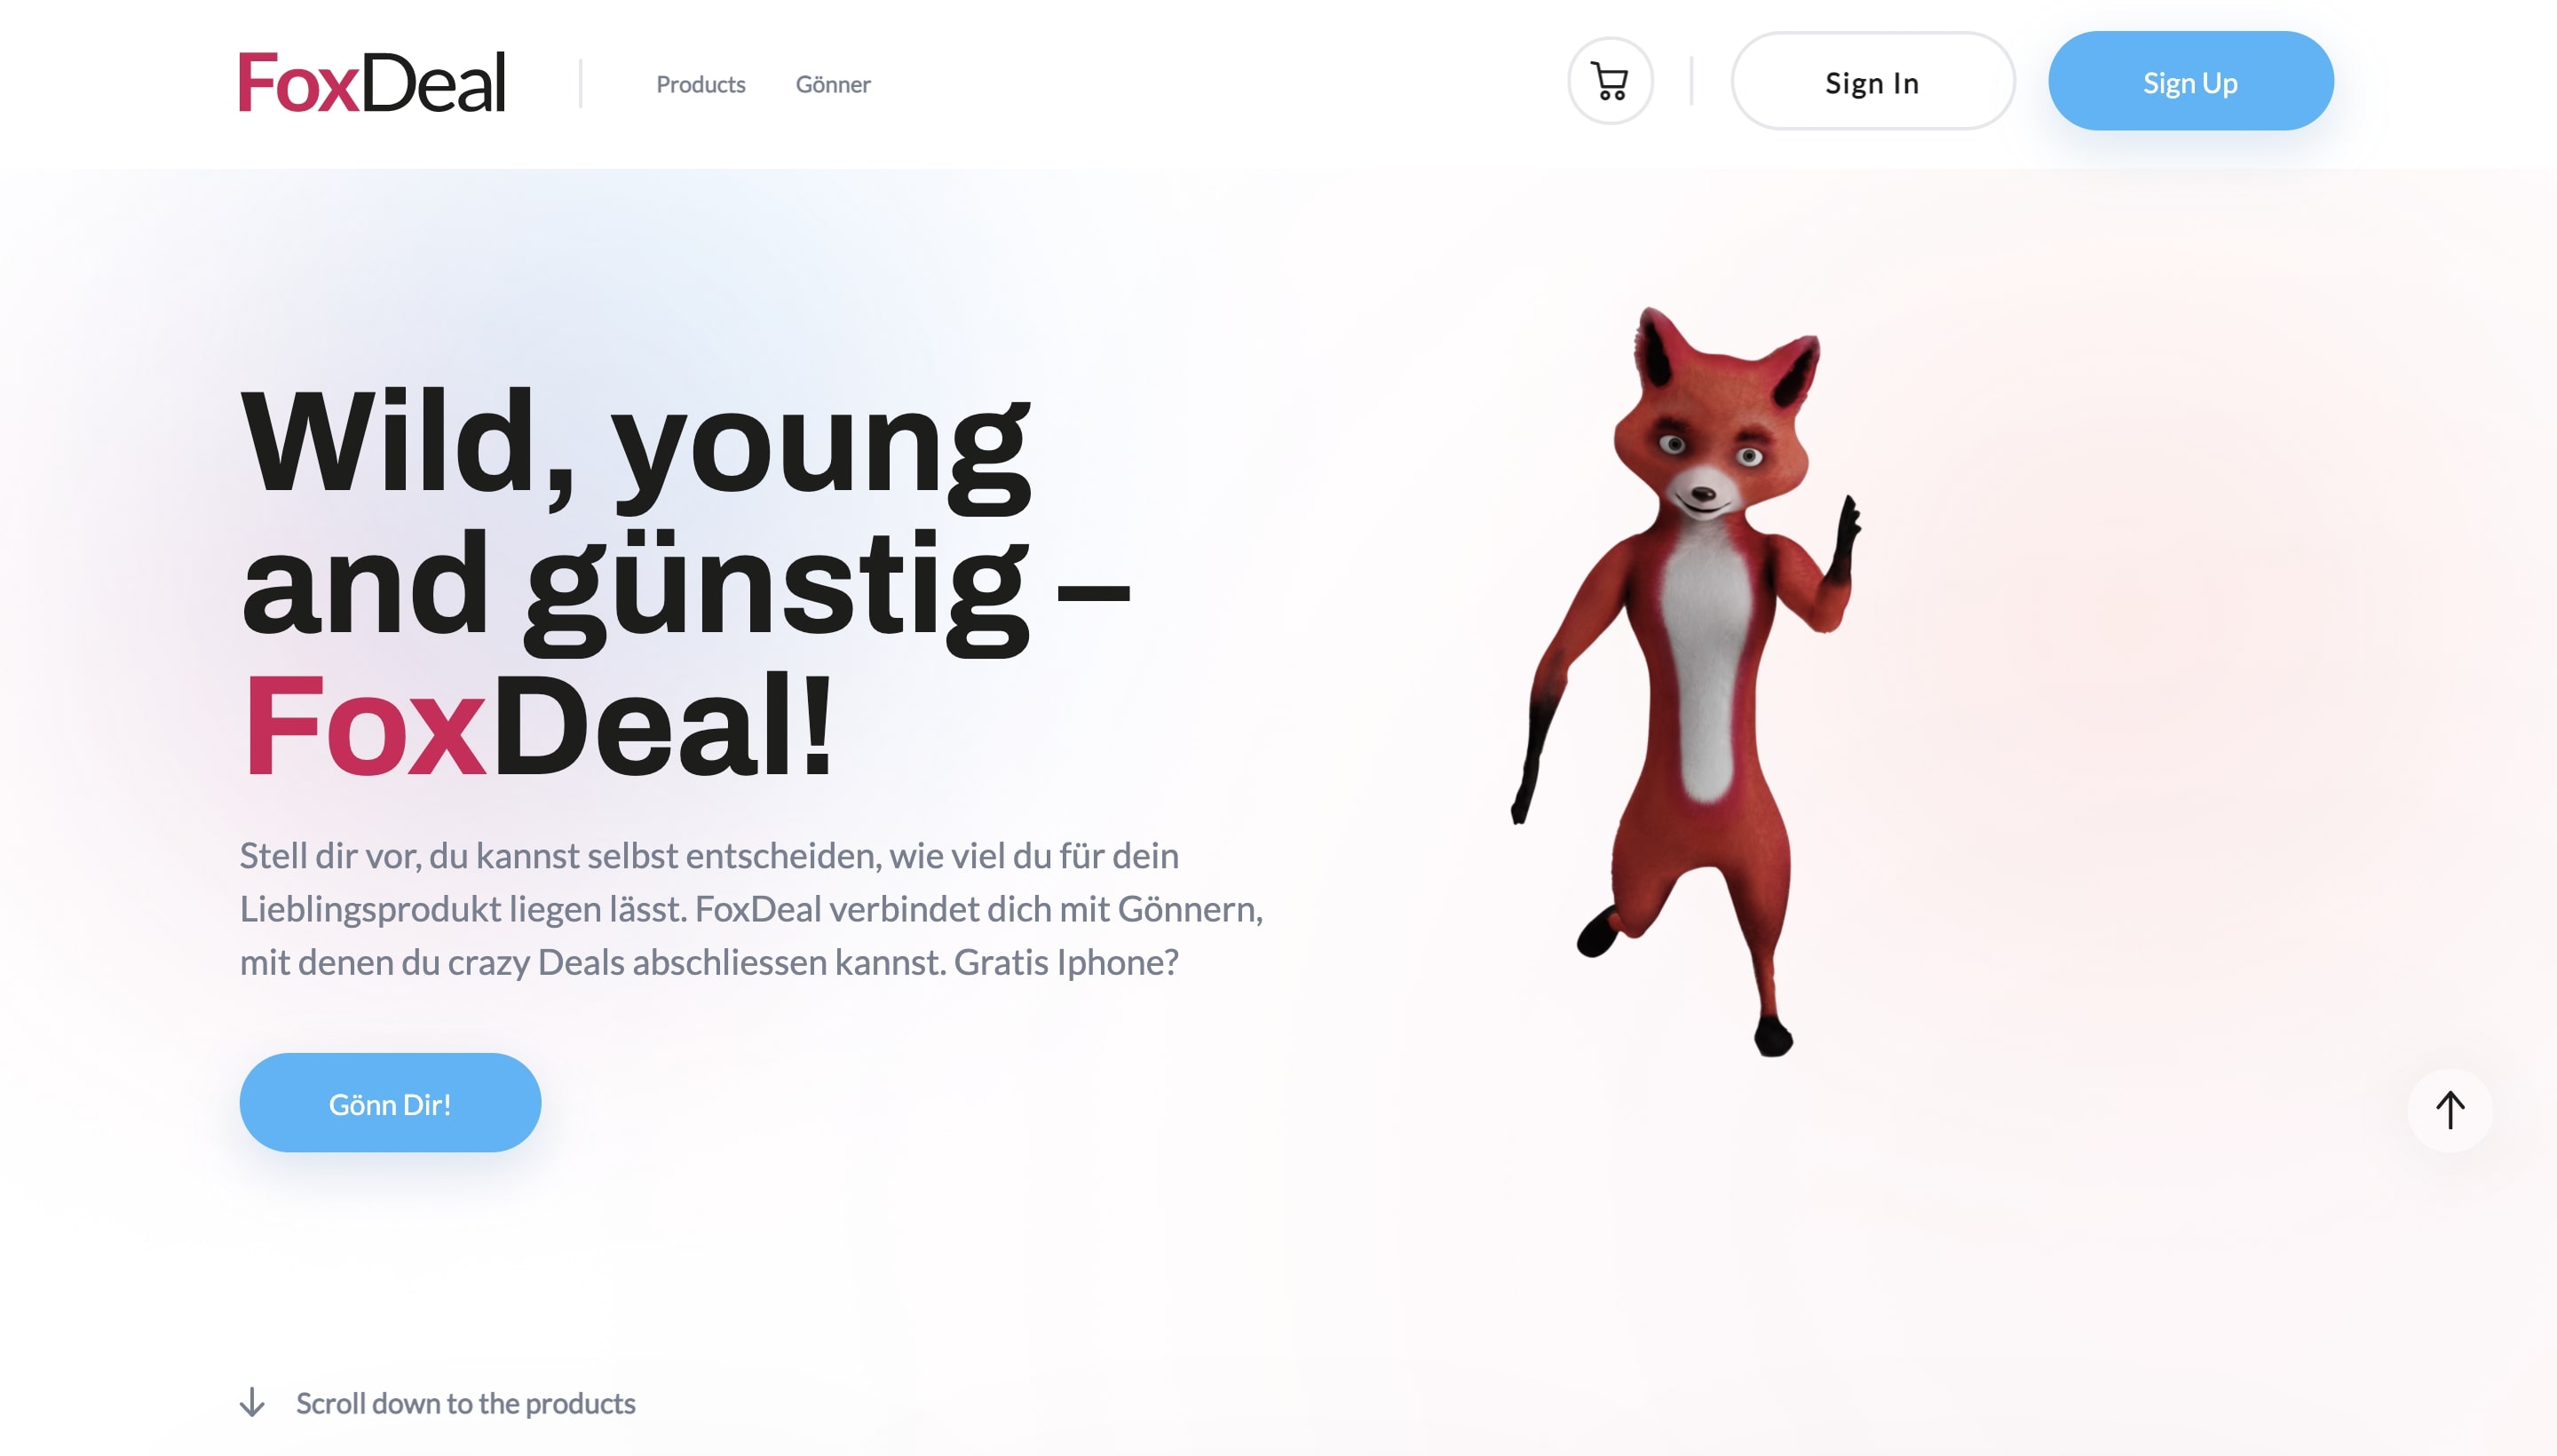 FoxDeal
Products
Gönner
Sign In
Sign Up
Wild, young
and günstig –
FoxDeal!
Stell dir vor, du kannst selbst entscheiden, wie viel du für dein
Lieblingsprodukt liegen lässt. FoxDeal verbindet dich mit Gönnern,
mit denen du crazy Deals abschliessen kannst. Gratis Iphone?
Gönn Dir!
Scroll down to the products